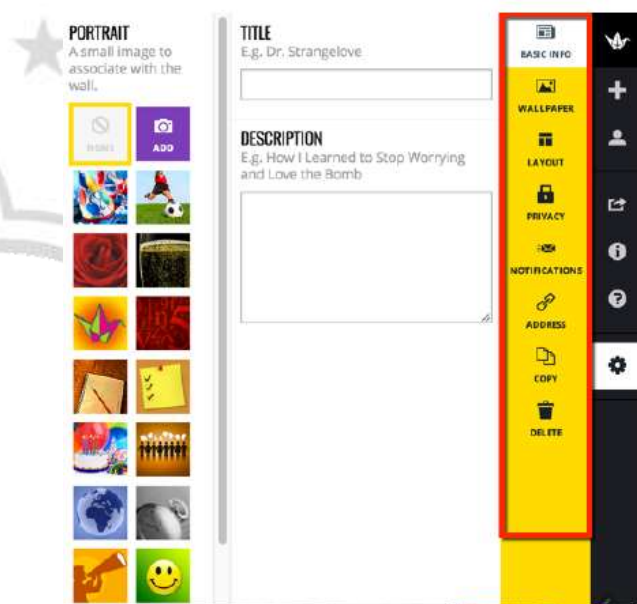 PORTRAIT
A small image to
associate with the
wall.
NONE
ADD
TITLE
E.g. Dr. Strangelove
DESCRIPTION
E.g. How I Learned to Stop Worrying
and Love the Bomb
BASIC INFO
WALLPAPER
LAYOUT
PRIVACY
NOTIFICATIONS
ADDRESS
COPY
DELETE